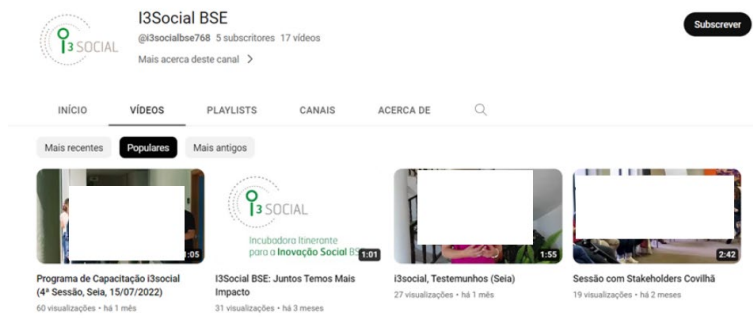 I3Social BSE
i3 SOCIAL
@i3socialbse768 5 subscritores 17 vídeos
Mais acerca deste canal >
Subscrever
INÍCIO VÍDEOS PLAYLISTS CANAIS ACERCA DE
Mais recentes Populares Mais antigos
i3 SOCIAL
Incubadora Itinerante
para a Inovação Social
1:05
1:01
1:55
2:42
Programa de Capacitação i3social
(4ª Sessão, Seia, 15/07/2022)
60 visualizações • há 1 mês
I3Social BSE: Juntos Temos Mais
Impacto
31 visualizações • há 3 meses
i3social, Testemunhos (Seia)
27 visualizações • há 1 mês
Sessão com Stakeholders Covilhã
19 visualizações • há 2 meses